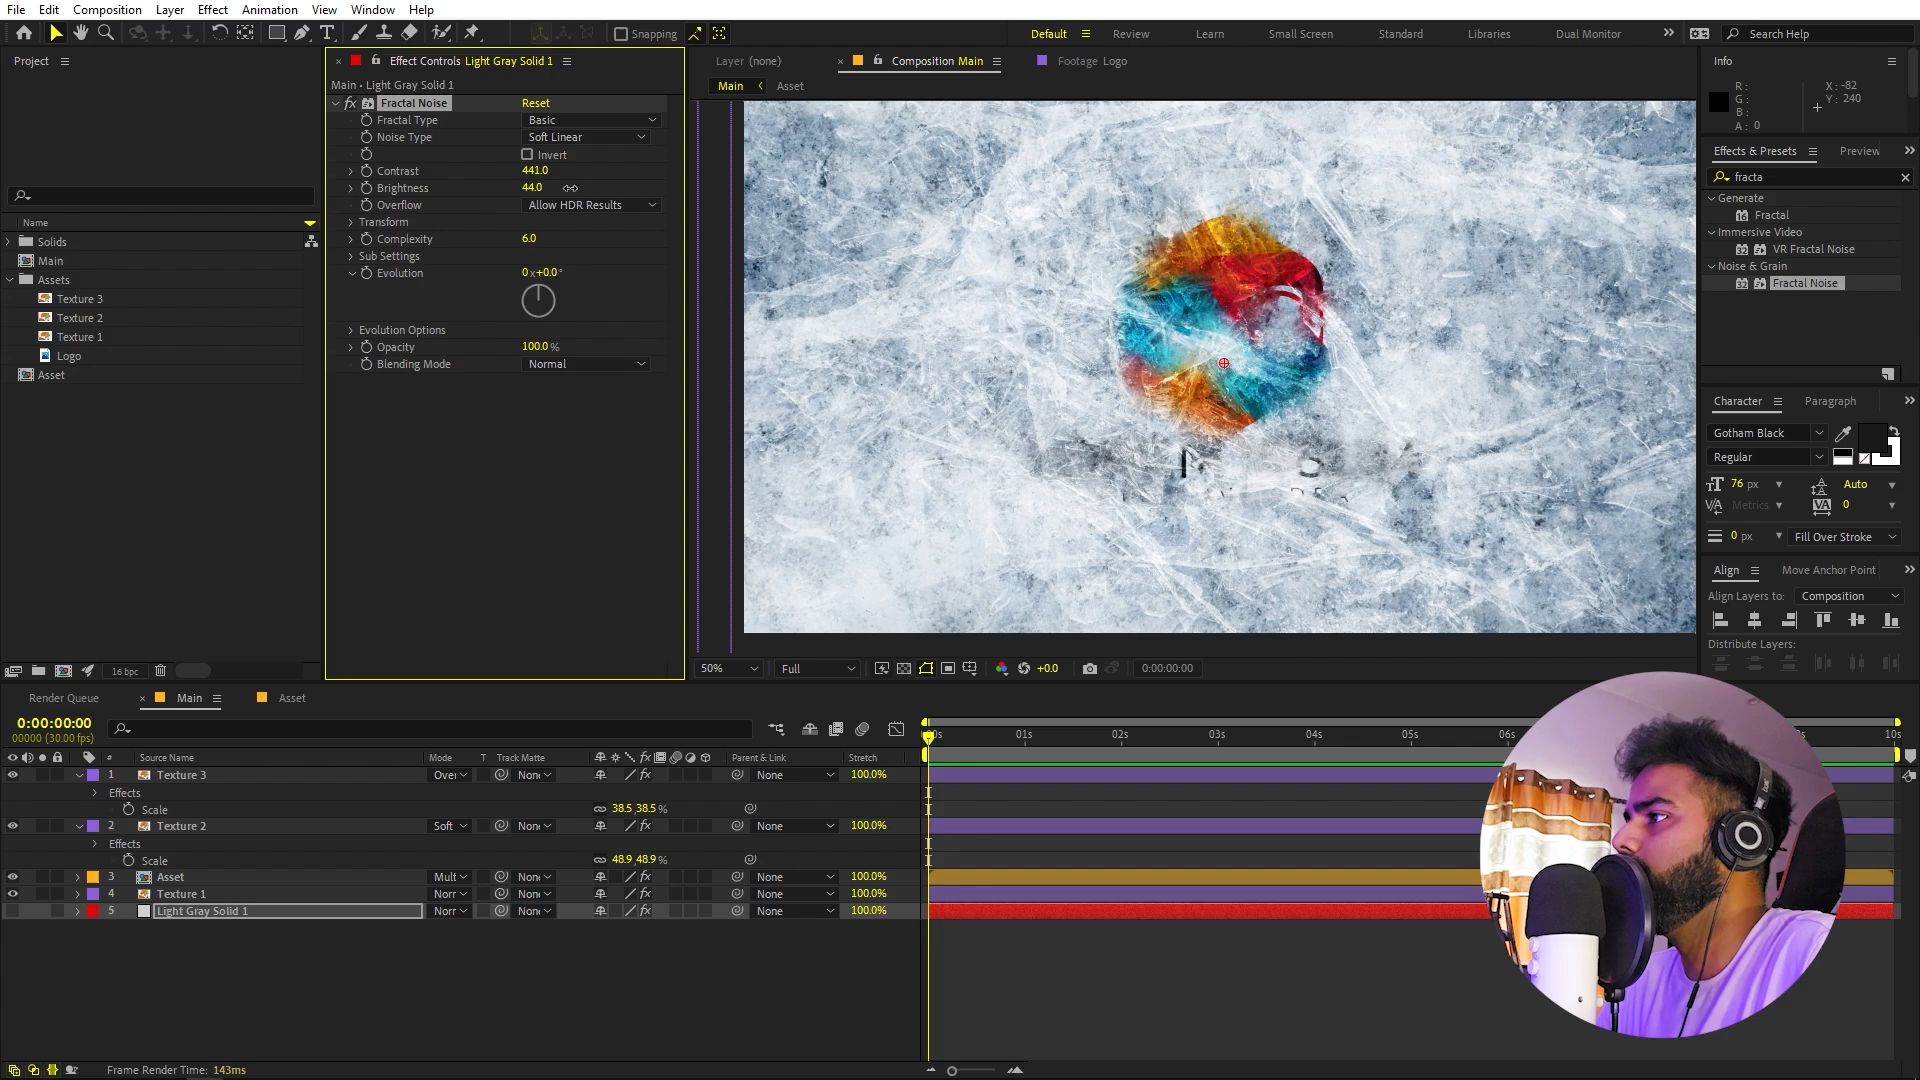 File Edit Composition Layer Effect Animation View Window Help
Snapping
Default Review Learn Small Screen Standard Libraries Dual Monitor » Search Help
Project
Name
Solids
Main
Assets
Texture 3
Texture 2
Texture 1
Logo
Asset
16 bpc
× Effect Controls Light Gray Solid 1
Main • Light Gray Solid 1
fx Fractal Noise Reset
Fractal Type Basic
Noise Type Soft Linear
Invert
Contrast 441.0
Brightness 44.0
Overflow Allow HDR Results
Transform
Complexity 6.0
Sub Settings
Evolution 0 x+0.0°
Evolution Options
Opacity 100.0 %
Blending Mode Normal
Layer (none) × Composition Main Footage Logo
Main Asset
50% Full +0.0 0:00:00:00
Info
R :
G :
B :
A : 0
X : -82
Y : 240
Effects & Presets Preview »
fracta ×
Generate
16 Fractal
Immersive Video
32 VR Fractal Noise
Noise & Grain
32 Fractal Noise
Character Paragraph »
Gotham Black
Regular
76 px Auto
Metrics 0
0 px Fill Over Stroke
Align Move Anchor Point »
Align Layers to: Composition
Distribute Layers:
Render Queue × Main Asset
0:00:00:00
00000 (30.00 fps)
01s 02s 03s 04s 05s 10s
# Source Name Mode T Track Matte Parent & Link Stretch
1 Texture 3 None 100.0%
Effects
Scale 38.5,38.5 %
2 Texture 2 Soft None 100.0%
Effects
Scale 48.9,48.9 %
3 Asset Mult None 100.0%
4 Texture 1 None 100.0%
5 Light Gray Solid 1 None 100.0%
Frame Render Time: 143ms